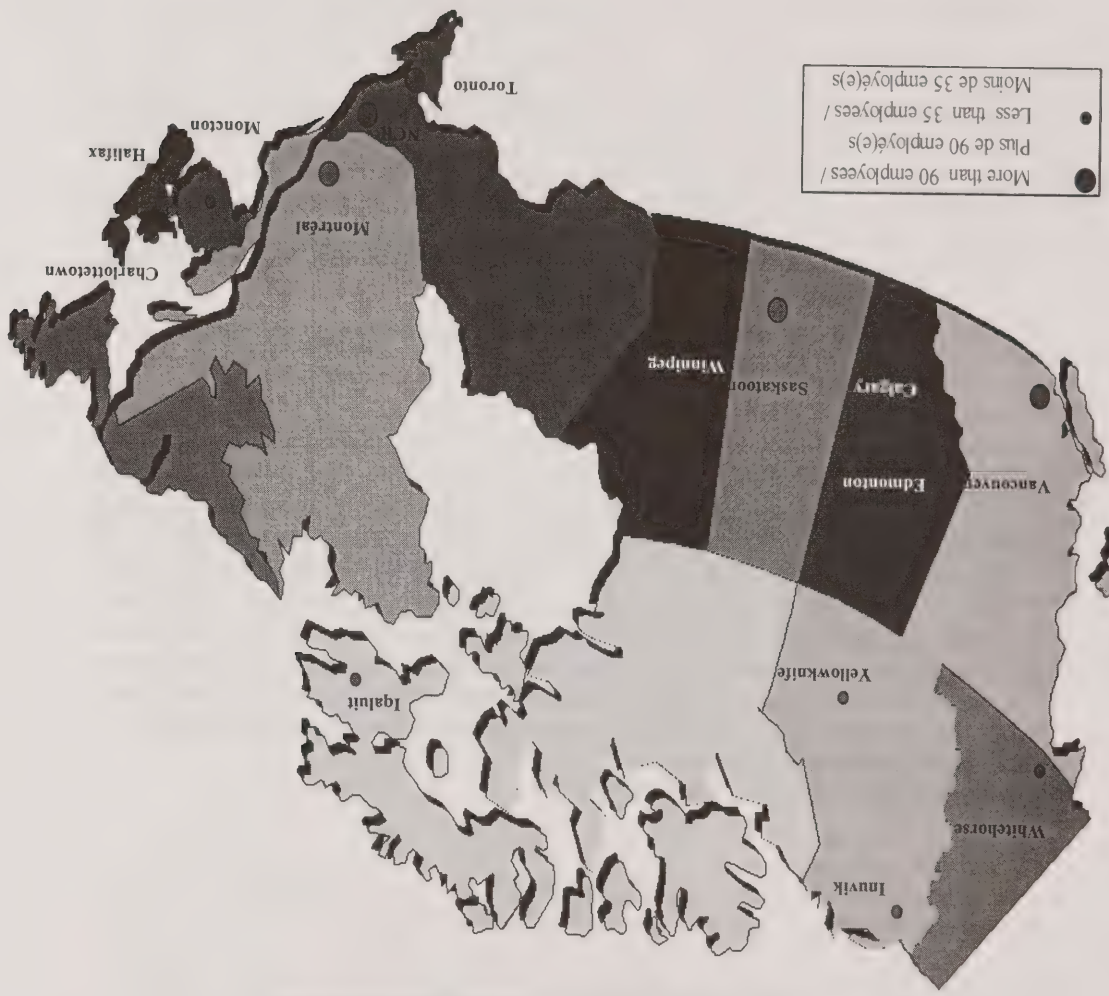 More than 90 employees /
Plus de 90 employé(e)s
Less than 35 employees /
Moins de 35 employé(e)s
Whitehorse
Inuvik
Yellowknife
Iqaluit
Vancouver
Edmonton
Calgary
Saskatoon
Winnipeg
Montréal
NCR
Toronto
Charlottetown
Halifax
Moncton